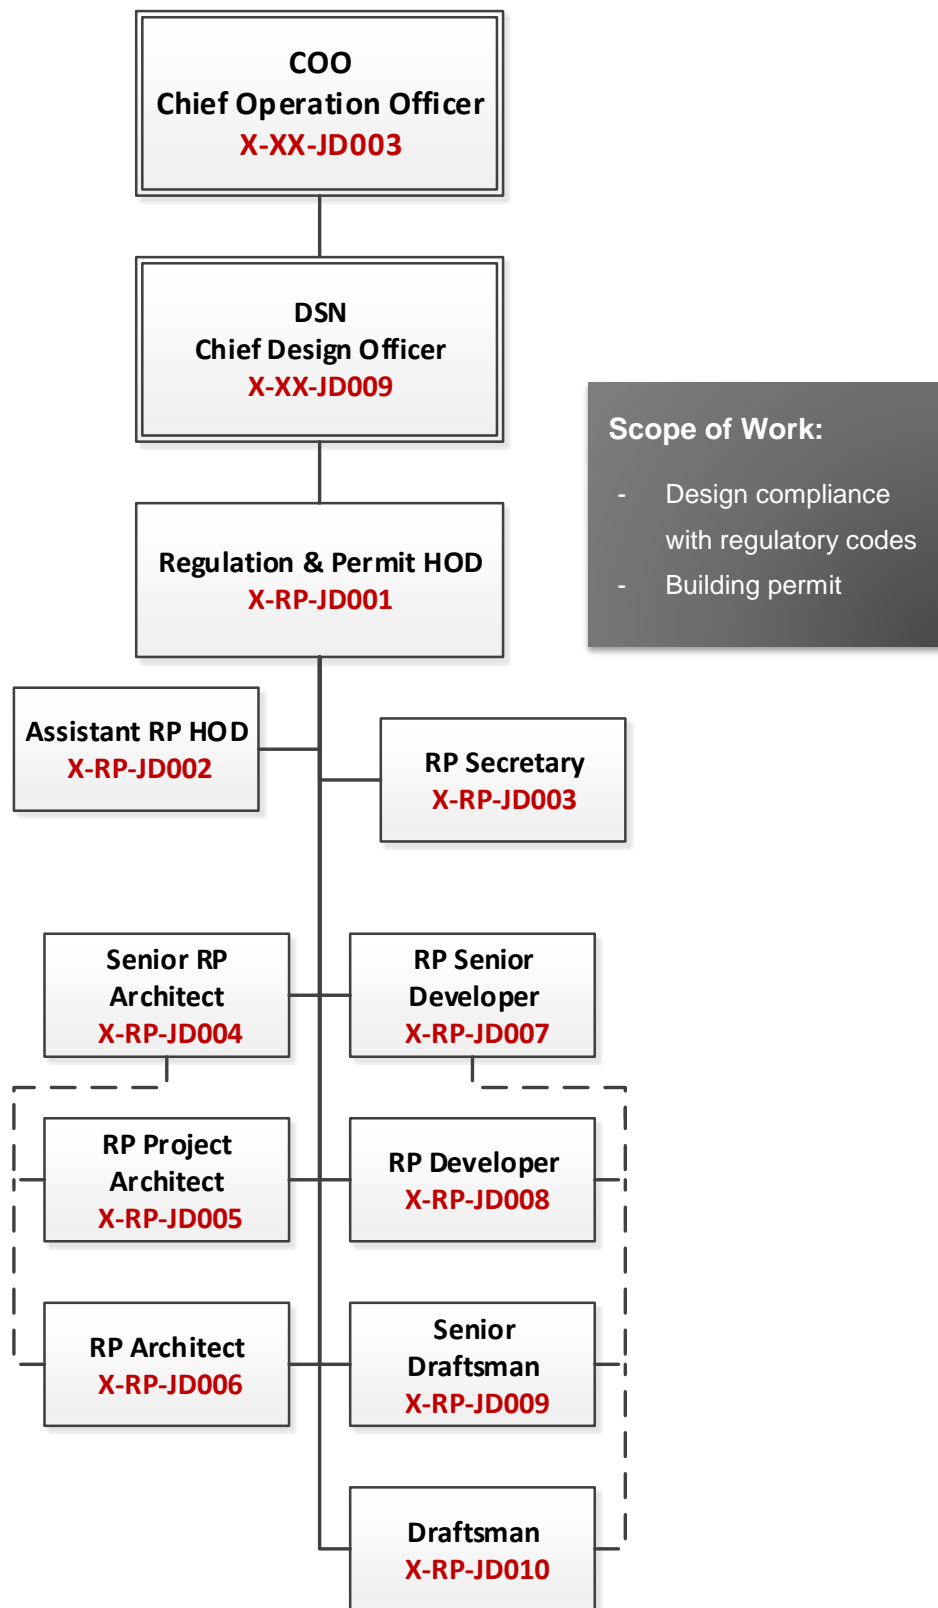 COO
Chief Operation Officer
X-XX-JD003
DSN
Chief Design Officer
X-XX-JD009
Scope of Work:
- Design compliance
with regulatory codes
- Building permit
Regulation & Permit HOD
X-RP-JD001
Assistant RP HOD
X-RP-JD002
RP Secretary
X-RP-JD003
Senior RP
Architect
X-RP-JD004
RP Senior
Developer
X-RP-JD007
RP Project
Architect
X-RP-JD005
RP Developer
X-RP-JD008
RP Architect
X-RP-JD006
Senior
Draftsman
X-RP-JD009
Draftsman
X-RP-JD010